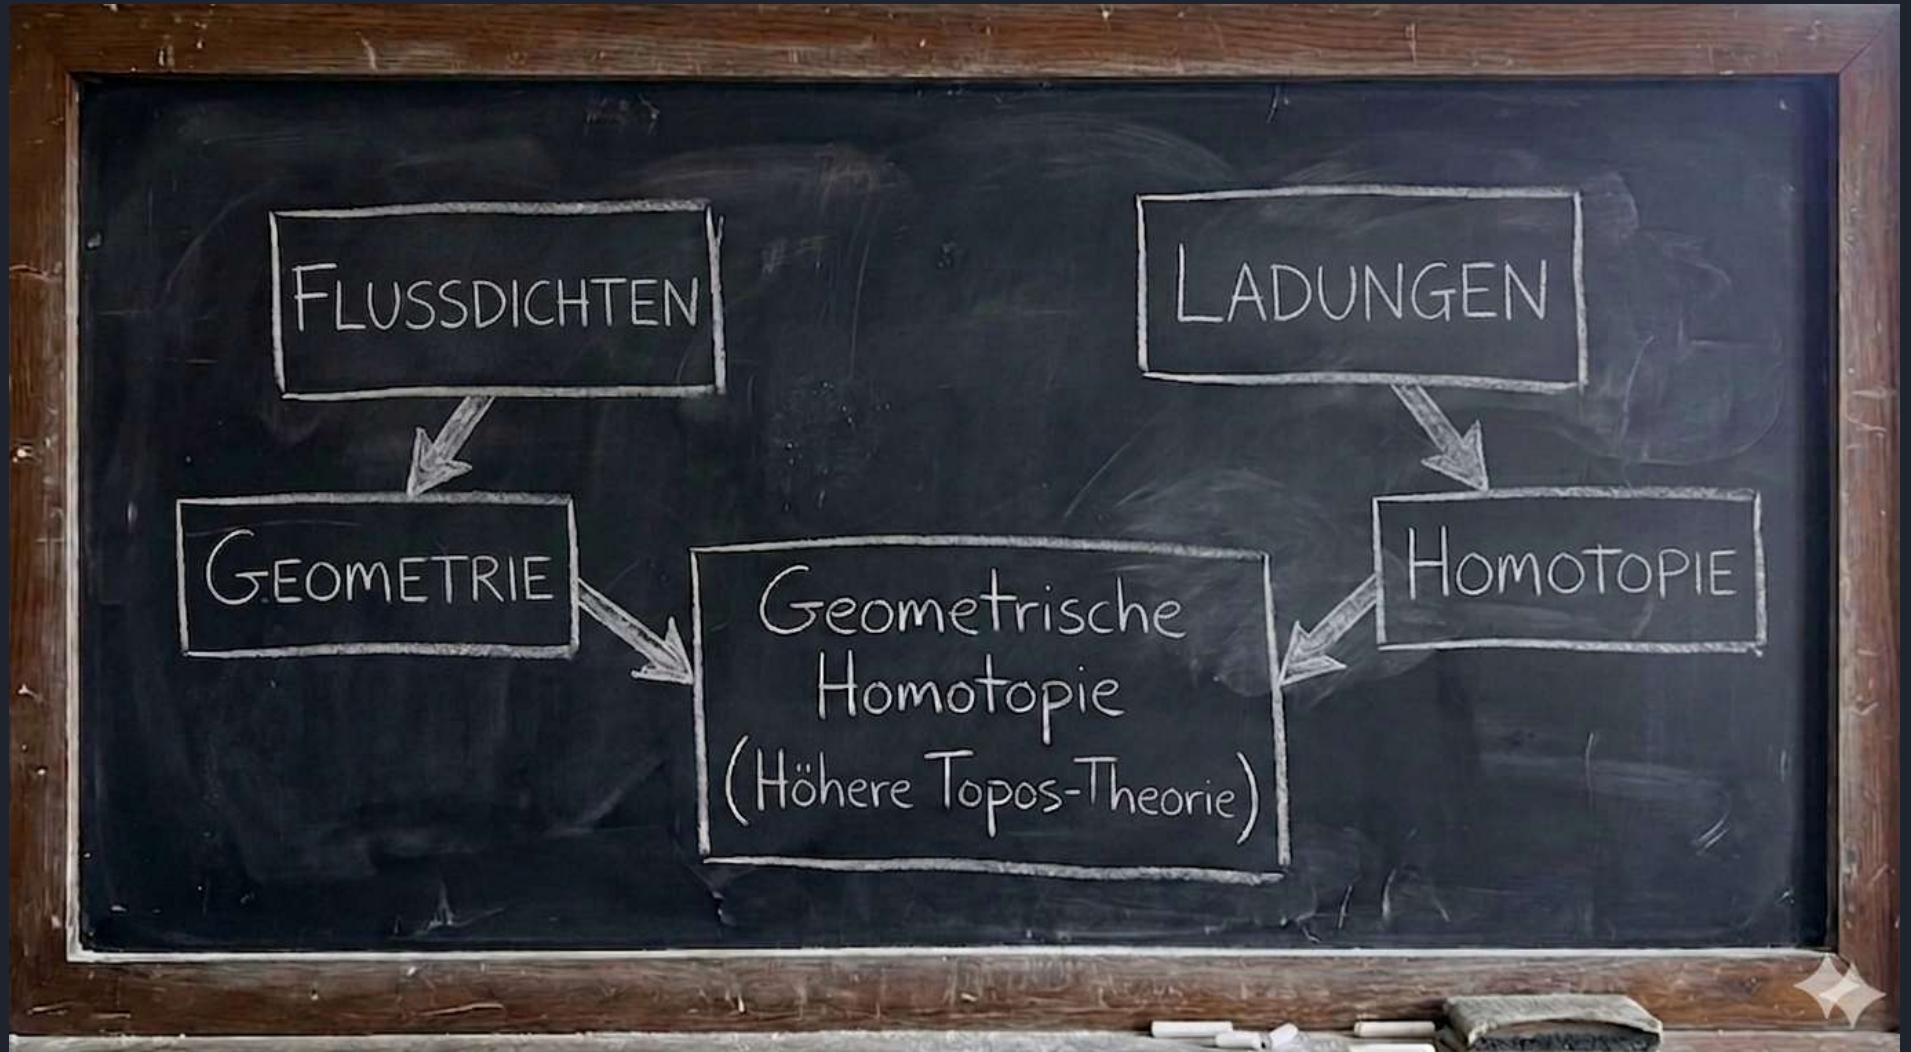 FLUSSDICHTEN
LADUNGEN
GEOMETRIE
HOMOTOPIE
Geometrische
Homotopie
(Höhere Topos-Theorie)